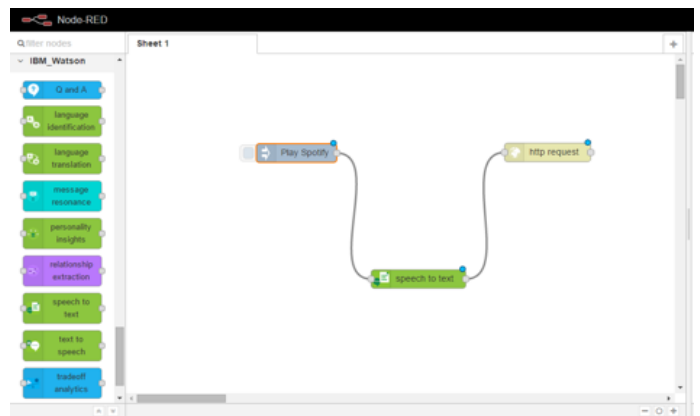 Node-RED
filter nodes
Sheet 1
IBM_Watson
Q and A
language
identification
language
translation
message
resonance
personality
insights
relationship
extraction
speech to
text
text to
speech
tradeoff
analytics
Play Spotify
http request
speech to text